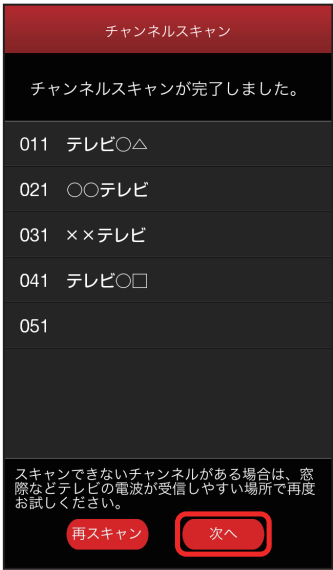 チャンネルスキャン
チャンネルスキャンが完了しました。
011 テレビ○△
021 ○○テレビ
031 ××テレビ
041 テレビ○□
051
スキャンできないチャンネルがある場合は、窓
際などテレビの電波が受信しやすい場所で再度
お試しください。
再スキャン 次へ